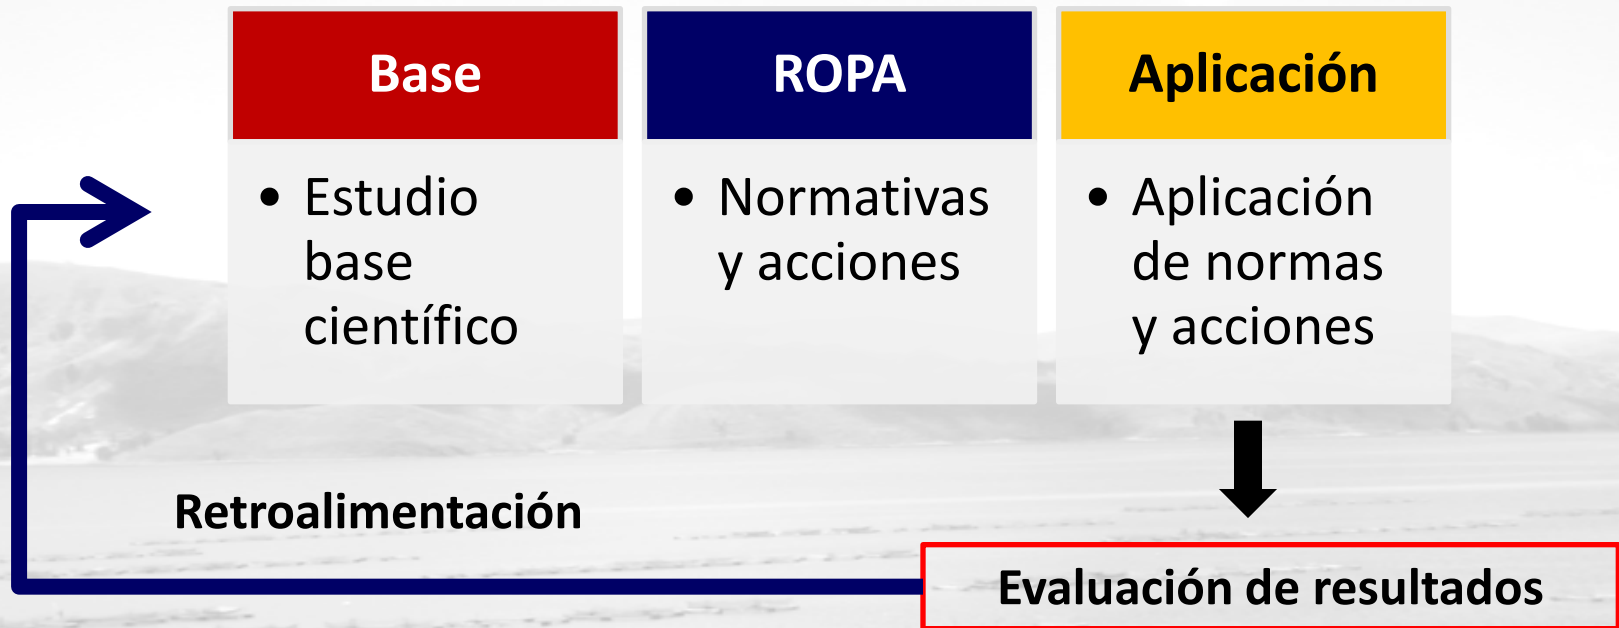 Base
• Estudio
base
científico
ROPA
• Normativas
y acciones
Aplicación
• Aplicación
de normas
y acciones
Retroalimentación
Evaluación de resultados